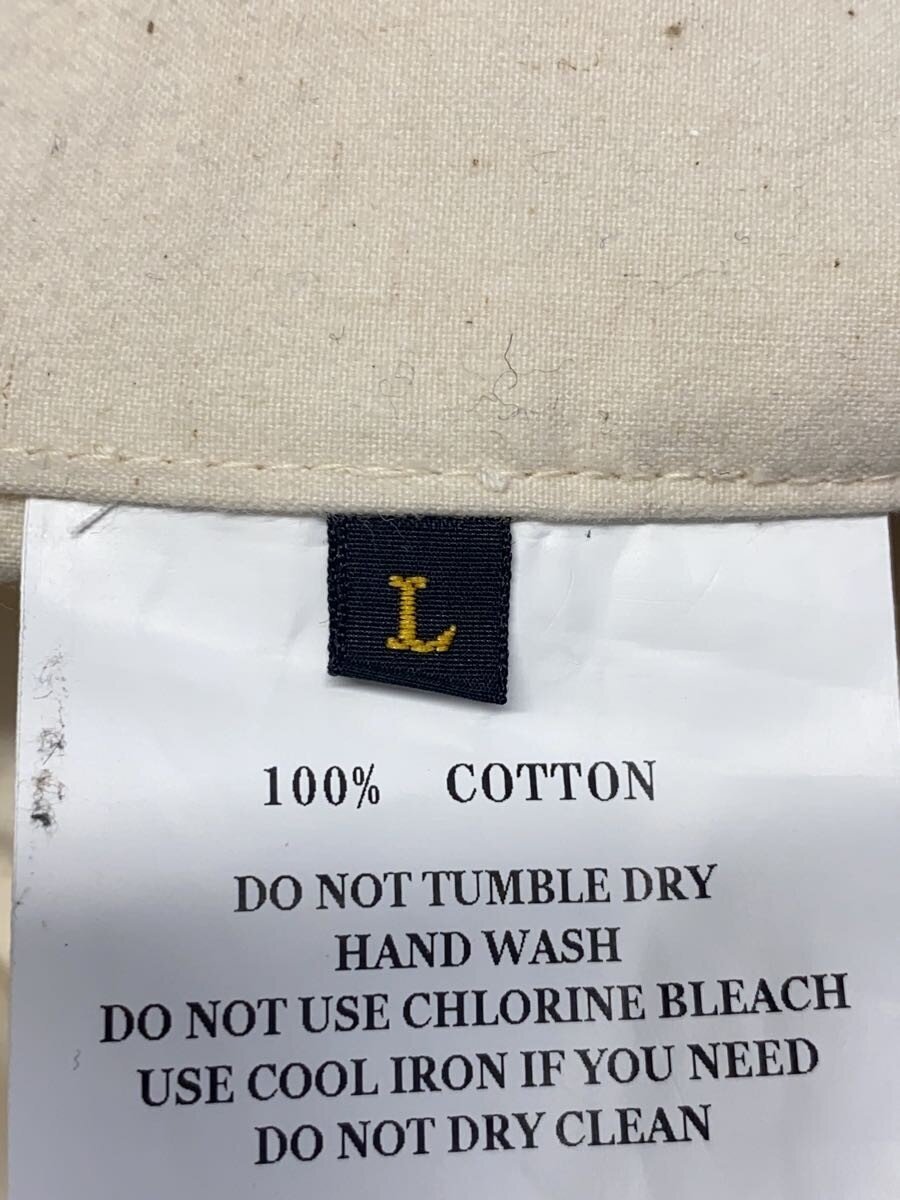 L
100% COTTON
DO NOT TUMBLE DRY
HAND WASH
DO NOT USE CHLORINE BLEACH
USE COOL IRON IF YOU NEED
DO NOT DRY CLEAN